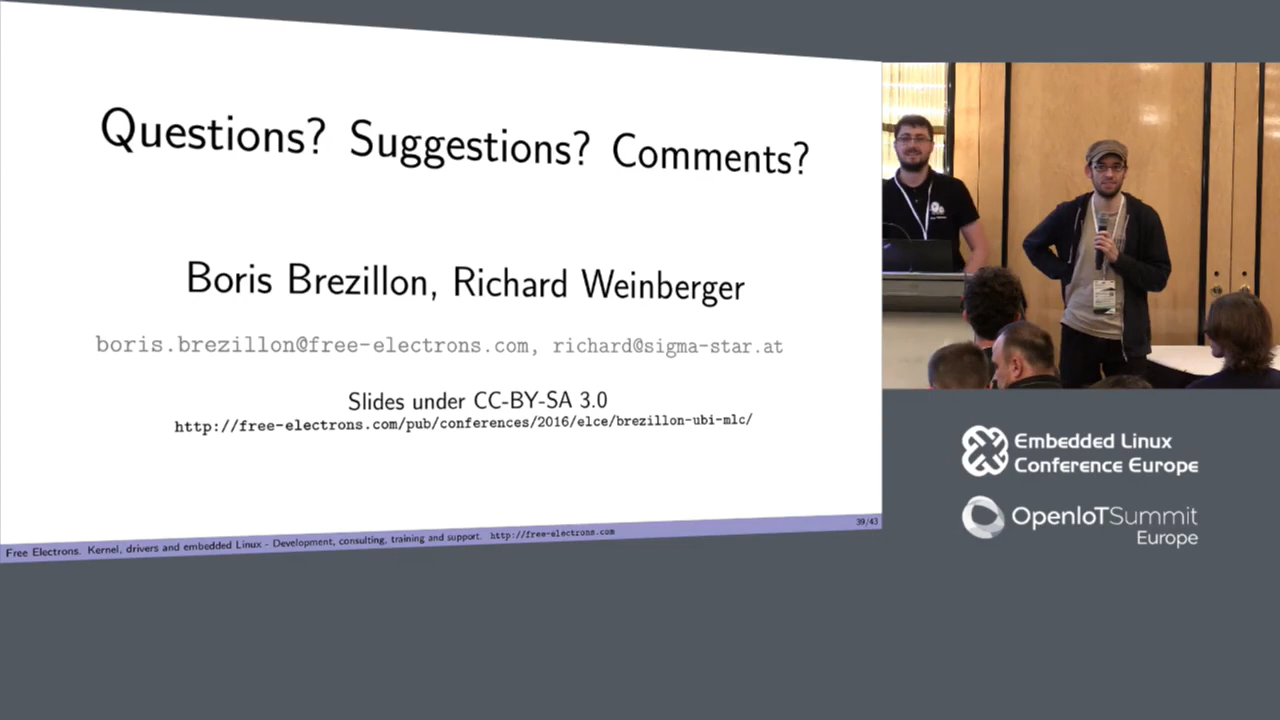 Questions? Suggestions? Comments?
Boris Brezillon, Richard Weinberger
boris.brezillon@free-electrons.com, richard@sigma-star.at
Slides under CC-BY-SA 3.0
http://free-electrons.com/pub/conferences/2016/elce/brezillon-ubi-mlc/
Free Electrons. Kernel, drivers and embedded Linux - Development, consulting, training and support. http://free-electrons.com
39/43
Embedded Linux
Conference Europe
OpenIoTSummit
Europe